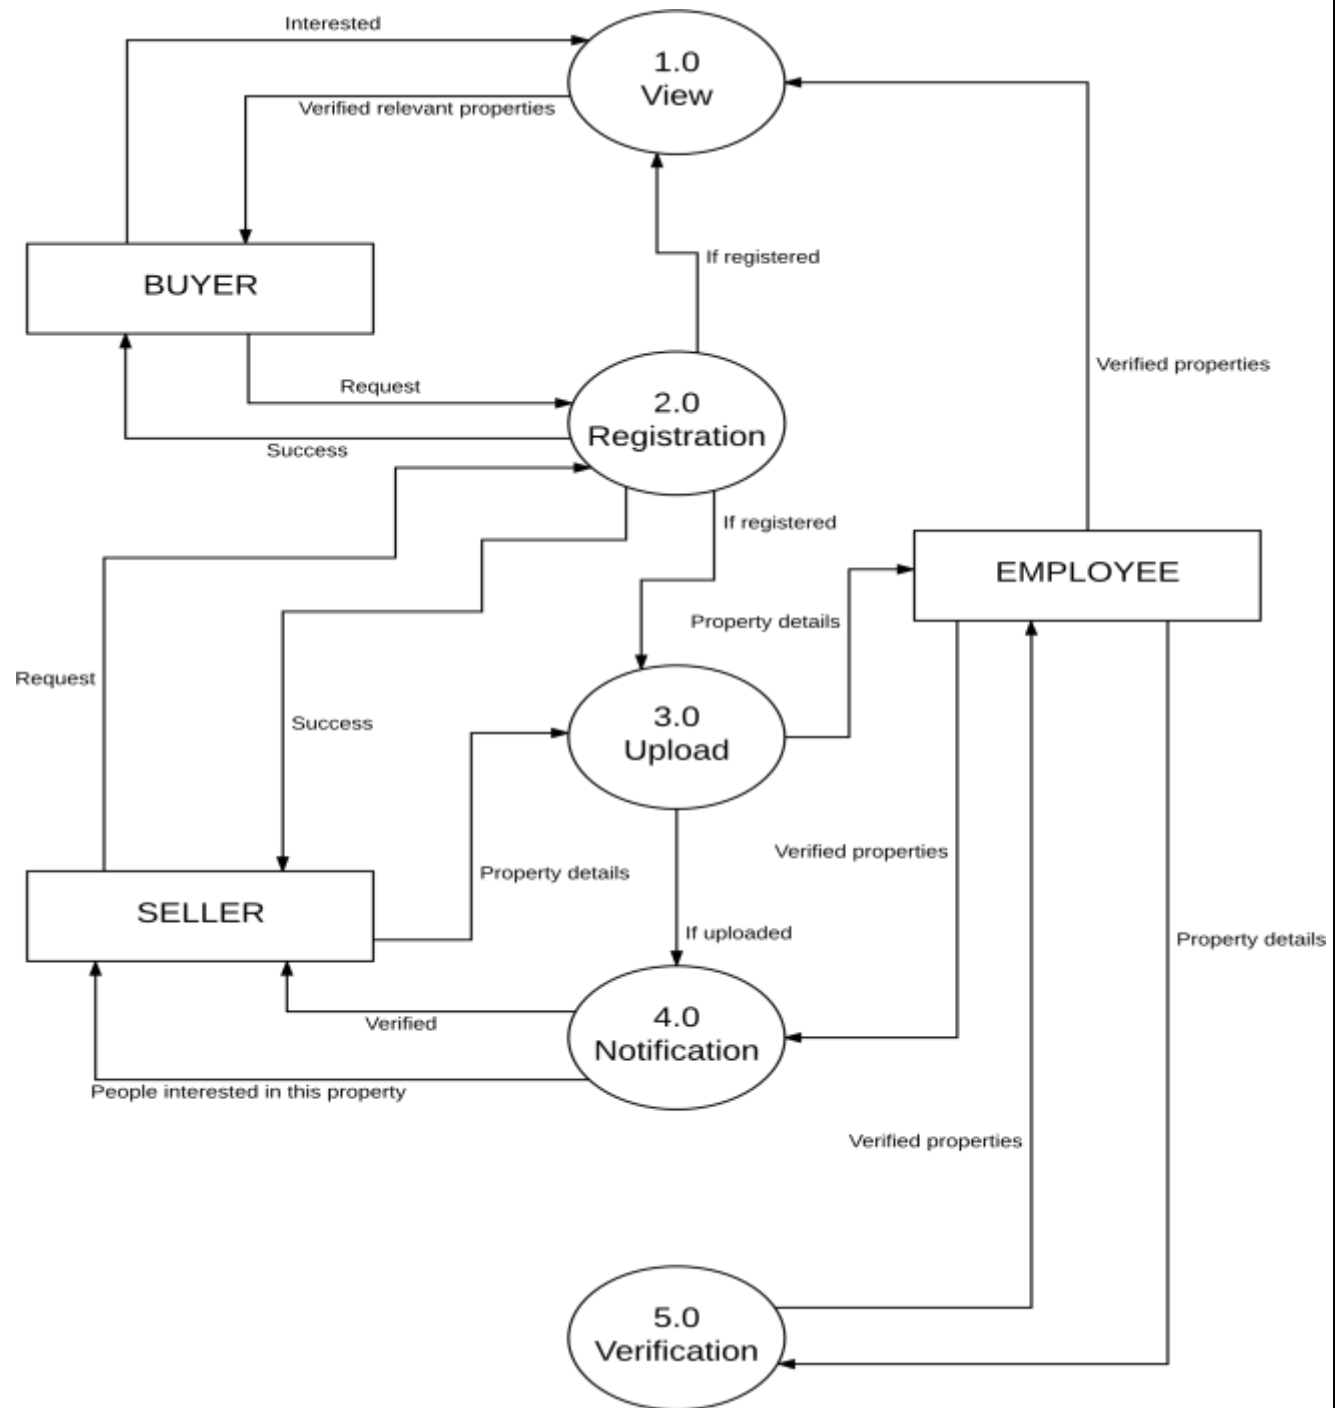 Interested
1.0
View
Verified relevant properties
BUYER
If registered
Verified properties
Request
2.0
Registration
Success
If registered
EMPLOYEE
Property details
Request
Success
3.0
Upload
Verified properties
Property details
SELLER
If uploaded
Property details
4.0
Notification
Verified
People interested in this property
Verified properties
5.0
Verification